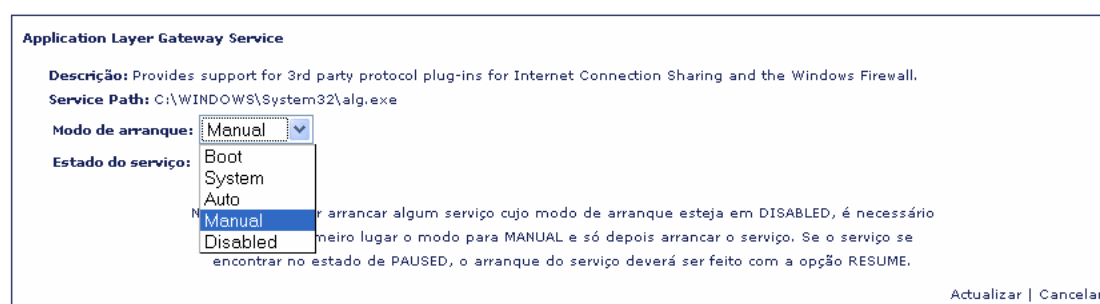 Application Layer Gateway Service
Descrição: Provides support for 3rd party protocol plug-ins for Internet Connection Sharing and the Windows Firewall.
Service Path: C:\WINDOWS\System32\alg.exe
Modo de arranque: Manual
Estado do serviço:
Boot
System
Auto
Manual
Disabled
arrancar algum serviço cujo modo de arranque esteja em DISABLED, é necessário
lugar o modo para MANUAL e só depois arrancar o serviço. Se o serviço se
encontrar no estado de PAUSED, o arranque do serviço deverá ser feito com a opção RESUME.
Actualizar | Cancelar